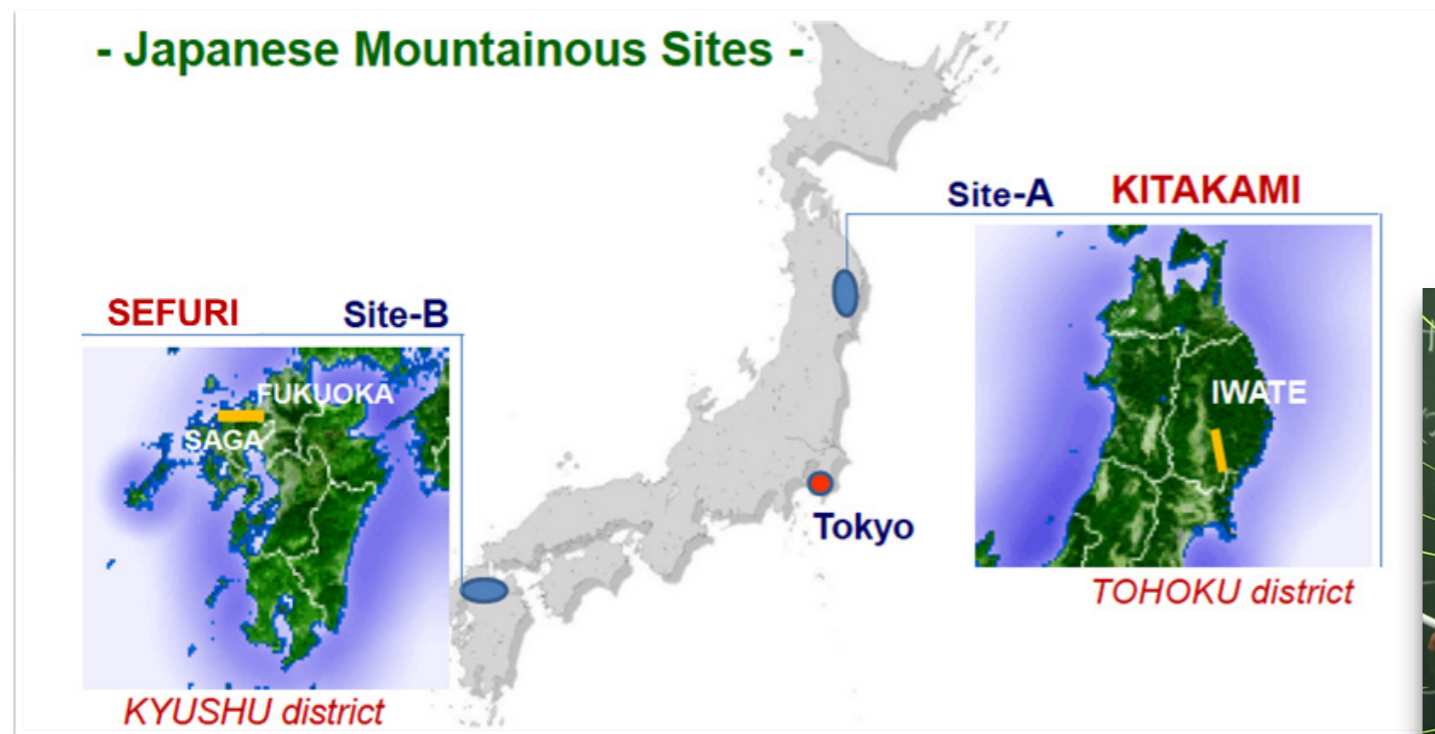 - Japanese Mountainous Sites -
Site-A KITAKAMI
SEFURI Site-B
FUKUOKA
SAGA
IWATE
Tokyo
TOHOKU district
KYUSHU district